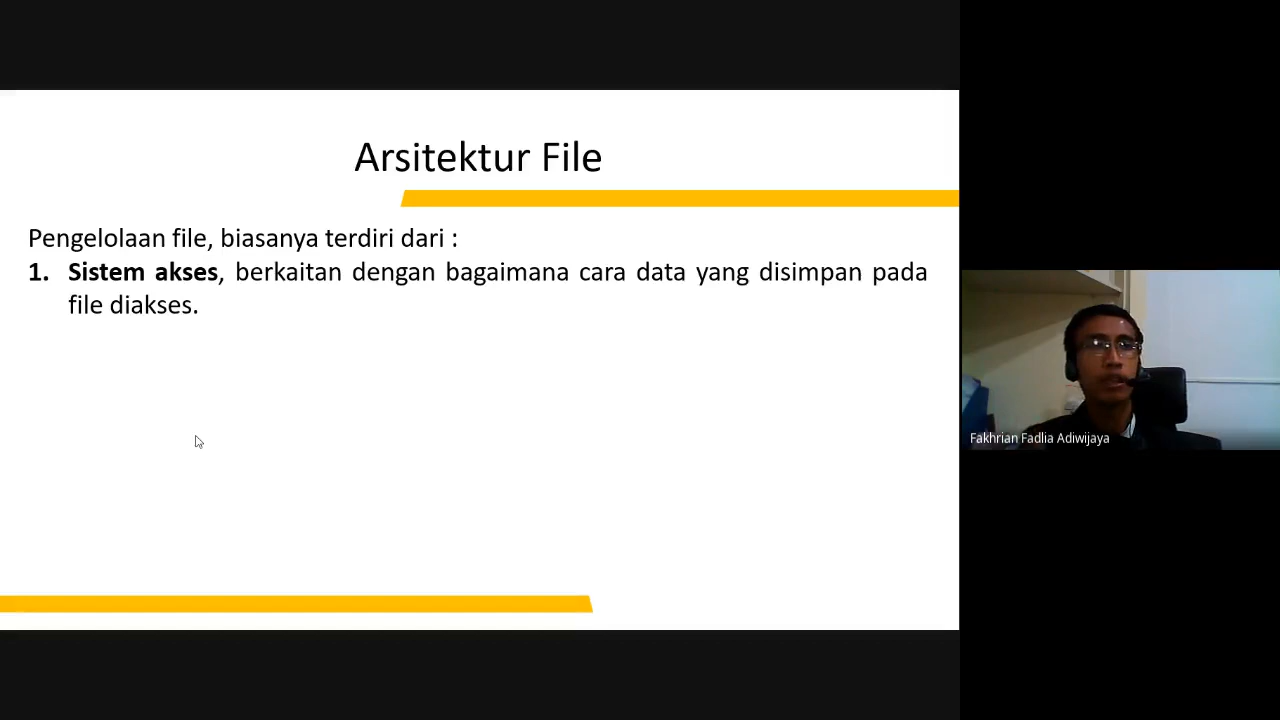 Arsitektur File
Pengelolaan file, biasanya terdiri dari :
1. Sistem akses, berkaitan dengan bagaimana cara data yang disimpan pada
file diakses.
Fakhrian Fadlia Adiwijaya